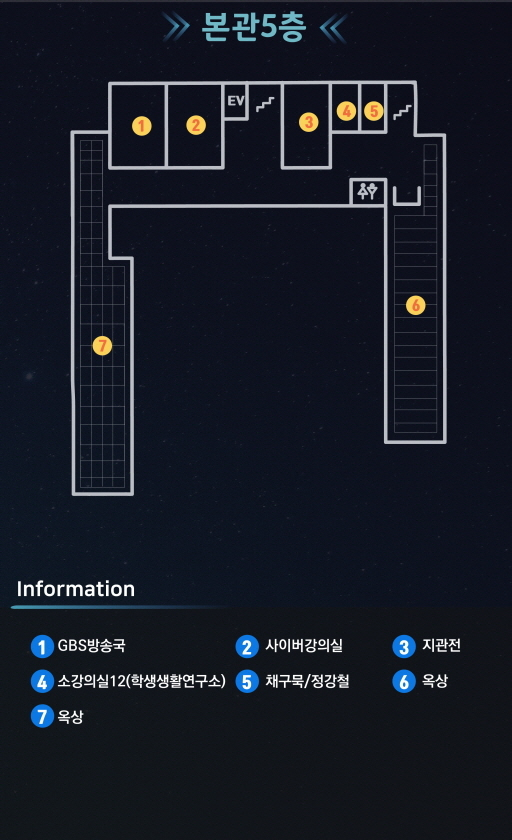 본관5층
EV
1
2
3
4
5
6
7
Information
1 GBS방송국
2 사이버강의실
3 지관전
4 소강의실12(학생생활연구소)
5 채구묵/정강철
6 옥상
7 옥상